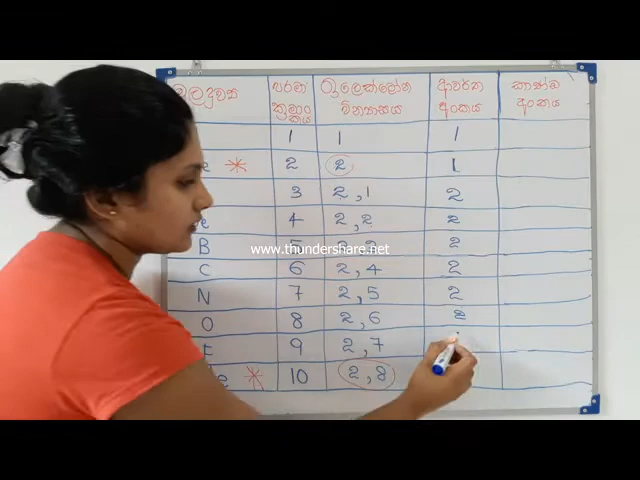 මූලද්‍රව්‍ය පරමා ඉලෙක්ට්‍රෝන ආවර්ත කාණ්ඩ
ක්‍රමාං වින්‍යාසය අංකය අංකය
කය
1 1 1
* 2 2 1
3 2,1 2
4 2,2 2
www.thundershare.net
B 5 2
C 6 2,4 2
N 7 2,5 2
O 8 2,6 2
F 9 2,7
e * 10 2,8